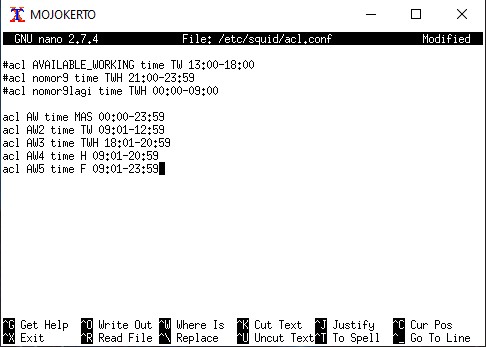 MOJOKERTO
GNU nano 2.7.4 File: /etc/squid/acl.conf Modified
#acl AVAILABLE_WORKING time TW 13:00-18:00
#acl nomor9 time TWH 21:00-23:59
#acl nomor9lagi time TWH 00:00-09:00
acl AW time MAS 00:00-23:59
acl AW2 time TW 09:01-12:59
acl AW3 time TWH 18:01-20:59
acl AW4 time H 09:01-20:59
acl AW5 time F 09:01-23:59
^G Get Help ^O Write Out ^W Where Is ^K Cut Text ^J Justify ^C Cur Pos
^X Exit ^R Read File ^\ Replace ^U Uncut Text ^T To Spell ^_ Go To Line